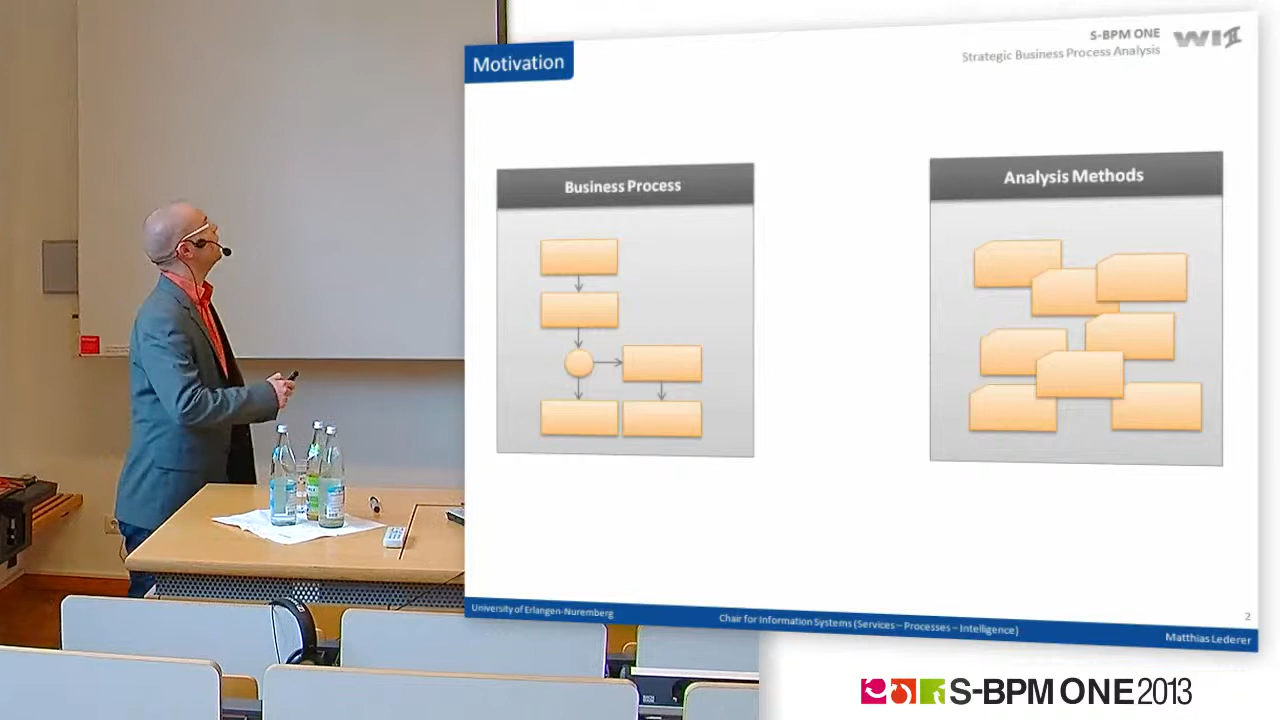 Motivation
S-BPM ONE
Strategic Business Process Analysis
WI
Business Process
Analysis Methods
University of Erlangen-Nuremberg
Chair for Information Systems (Services – Processes – Intelligence)
2
Matthias Lederer
S-BPM ONE 2013